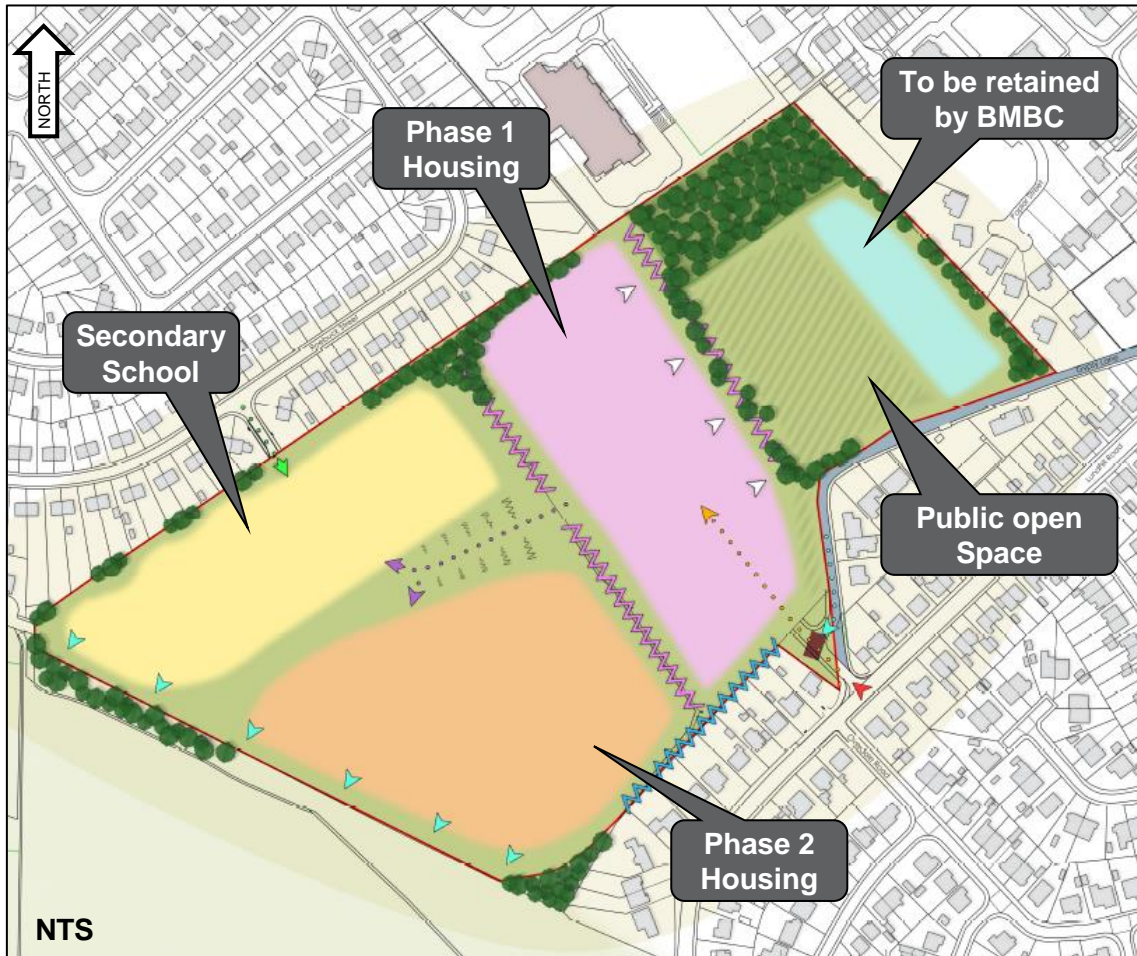 NORTH
To be retained
by BMBC
Phase 1
Housing
Secondary
School
Public open
Space
Phase 2
Housing
NTS